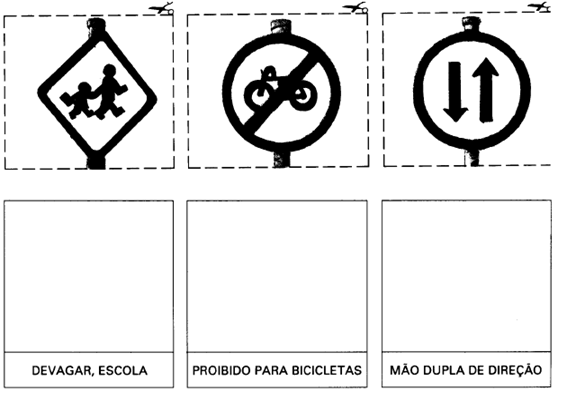 DEVAGAR, ESCOLA
PROIBIDO PARA BICICLETAS
MÃO DUPLA DE DIREÇÃO